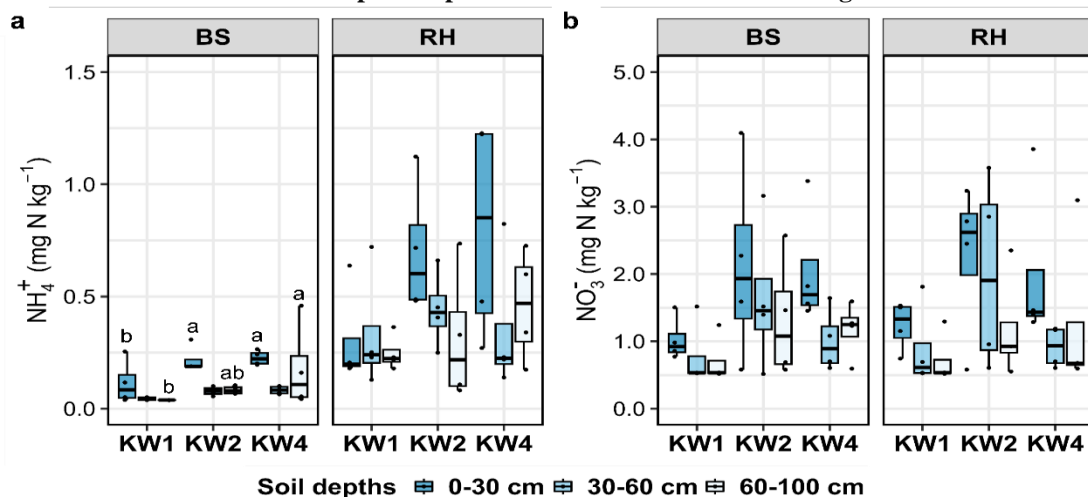 a
BS
RH
NH₄⁺ (mg N kg⁻¹)
1.5
1.0
0.5
0.0
b
b
a
ab
a
a
KW1 KW2 KW4
KW1 KW2 KW4
b
BS
RH
NO₃⁻ (mg N kg⁻¹)
5.0
4.0
3.0
2.0
1.0
0.0
KW1 KW2 KW4
KW1 KW2 KW4
Soil depths 0-30 cm 30-60 cm 60-100 cm